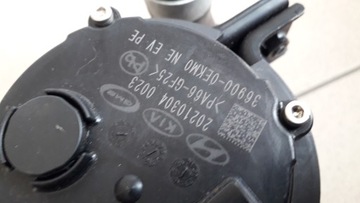 36900-0EKM0 NE EV PE
>PA66-GF25<
20210304 0023
KIA